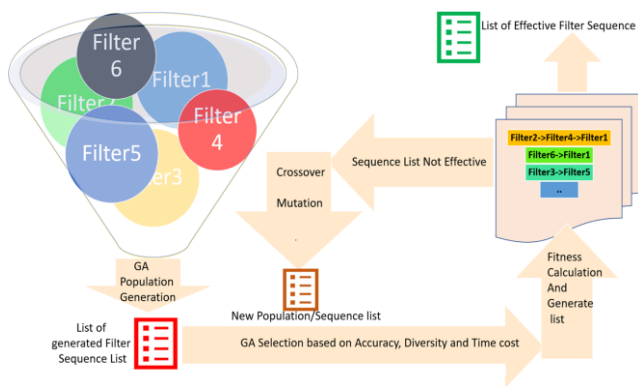 Filter
6
Filter1
Filter
4
Filter5
List of Effective Filter Sequence
Filter2->Filter4->Filter1
Filter6->Filter1
Filter3->Filter5
..
Sequence List Not Effective
Crossover
Mutation
.
GA
Population
Generation
New Population/Sequence list
List of
generated Filter
Sequence List
GA Selection based on Accuracy, Diversity and Time cost
Fitness
Calculation
And
Generate
list